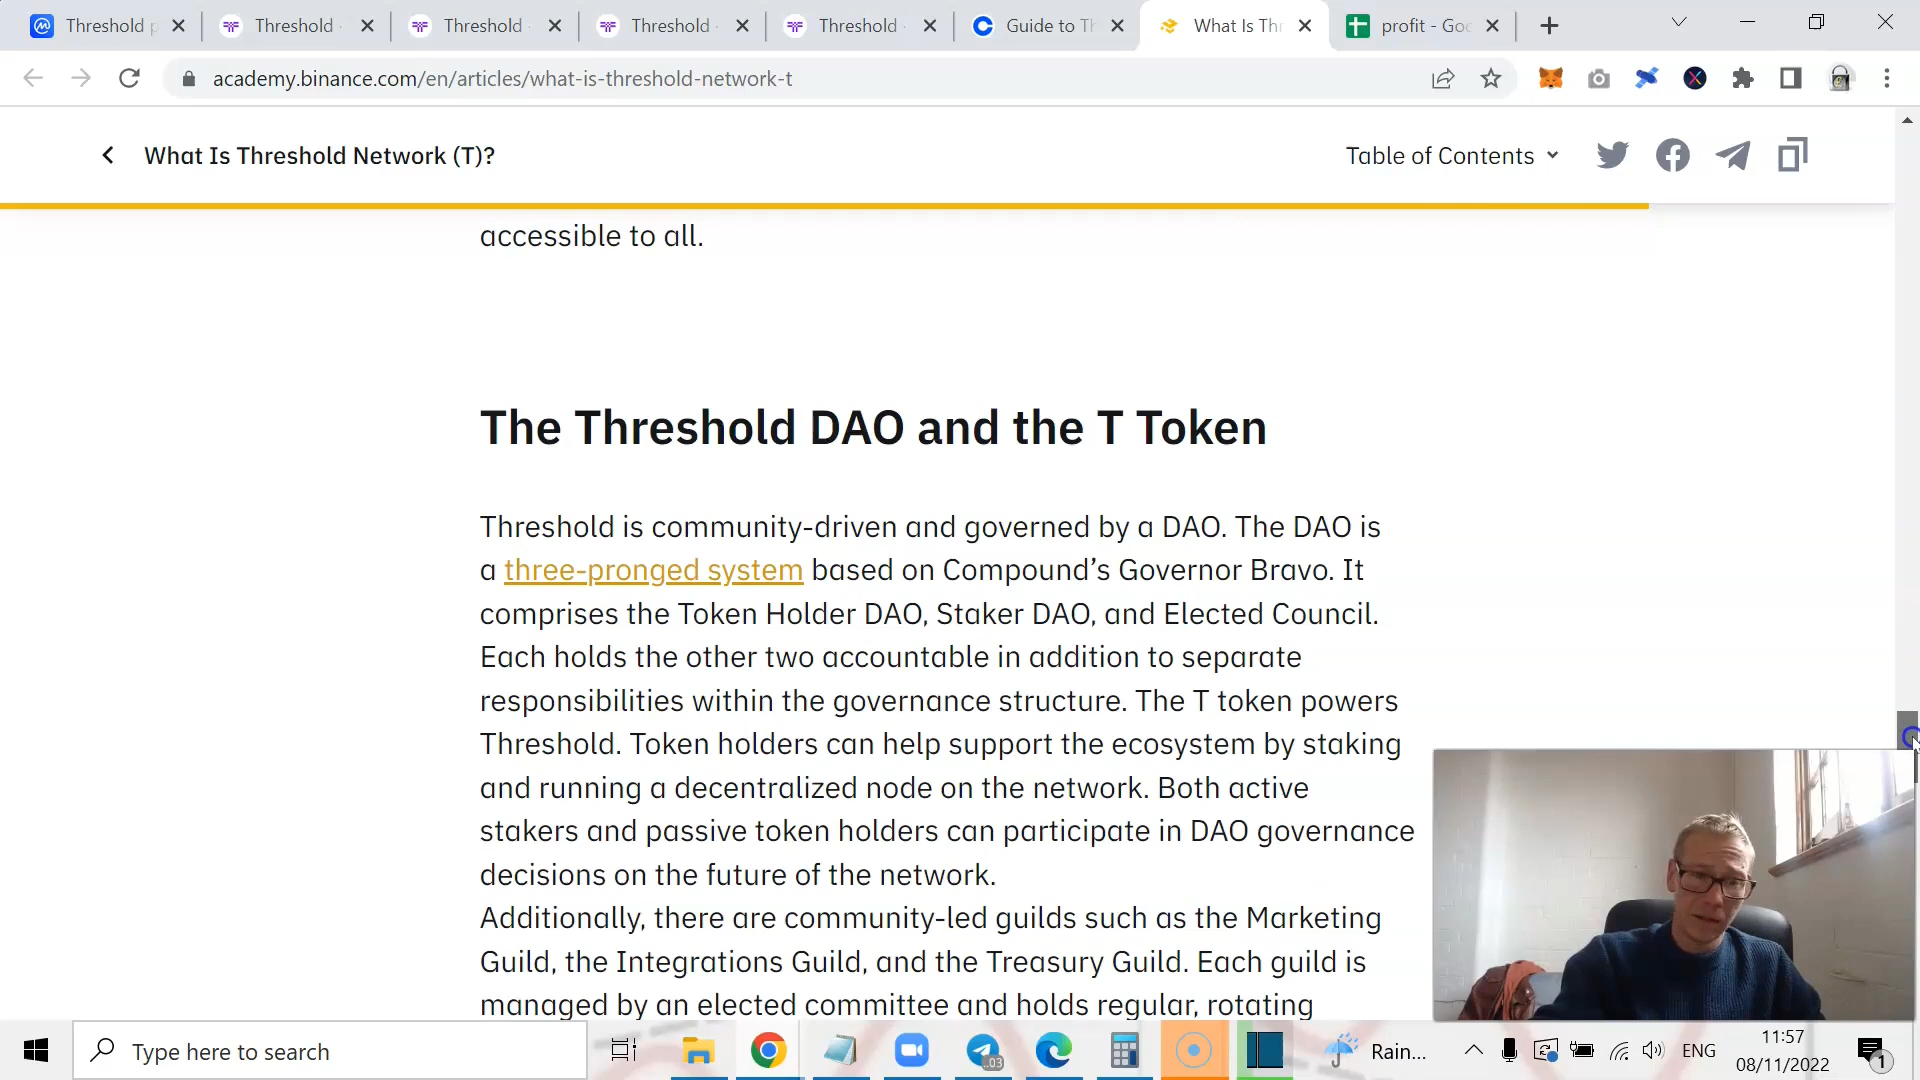 Threshold p
Threshold
Threshold
Threshold
Threshold
Guide to Th
What Is Thr
profit - Goo
academy.binance.com/en/articles/what-is-threshold-network-t
What Is Threshold Network (T)?
Table of Contents
accessible to all.
The Threshold DAO and the T Token
Threshold is community-driven and governed by a DAO. The DAO is
a three-pronged system based on Compound’s Governor Bravo. It
comprises the Token Holder DAO, Staker DAO, and Elected Council.
Each holds the other two accountable in addition to separate
responsibilities within the governance structure. The T token powers
Threshold. Token holders can help support the ecosystem by staking
and running a decentralized node on the network. Both active
stakers and passive token holders can participate in DAO governance
decisions on the future of the network.
Additionally, there are community-led guilds such as the Marketing
Guild, the Integrations Guild, and the Treasury Guild. Each guild is
managed by an elected committee and holds regular, rotating
Type here to search
..03
Rain...
ENG
11:57
08/11/2022
1